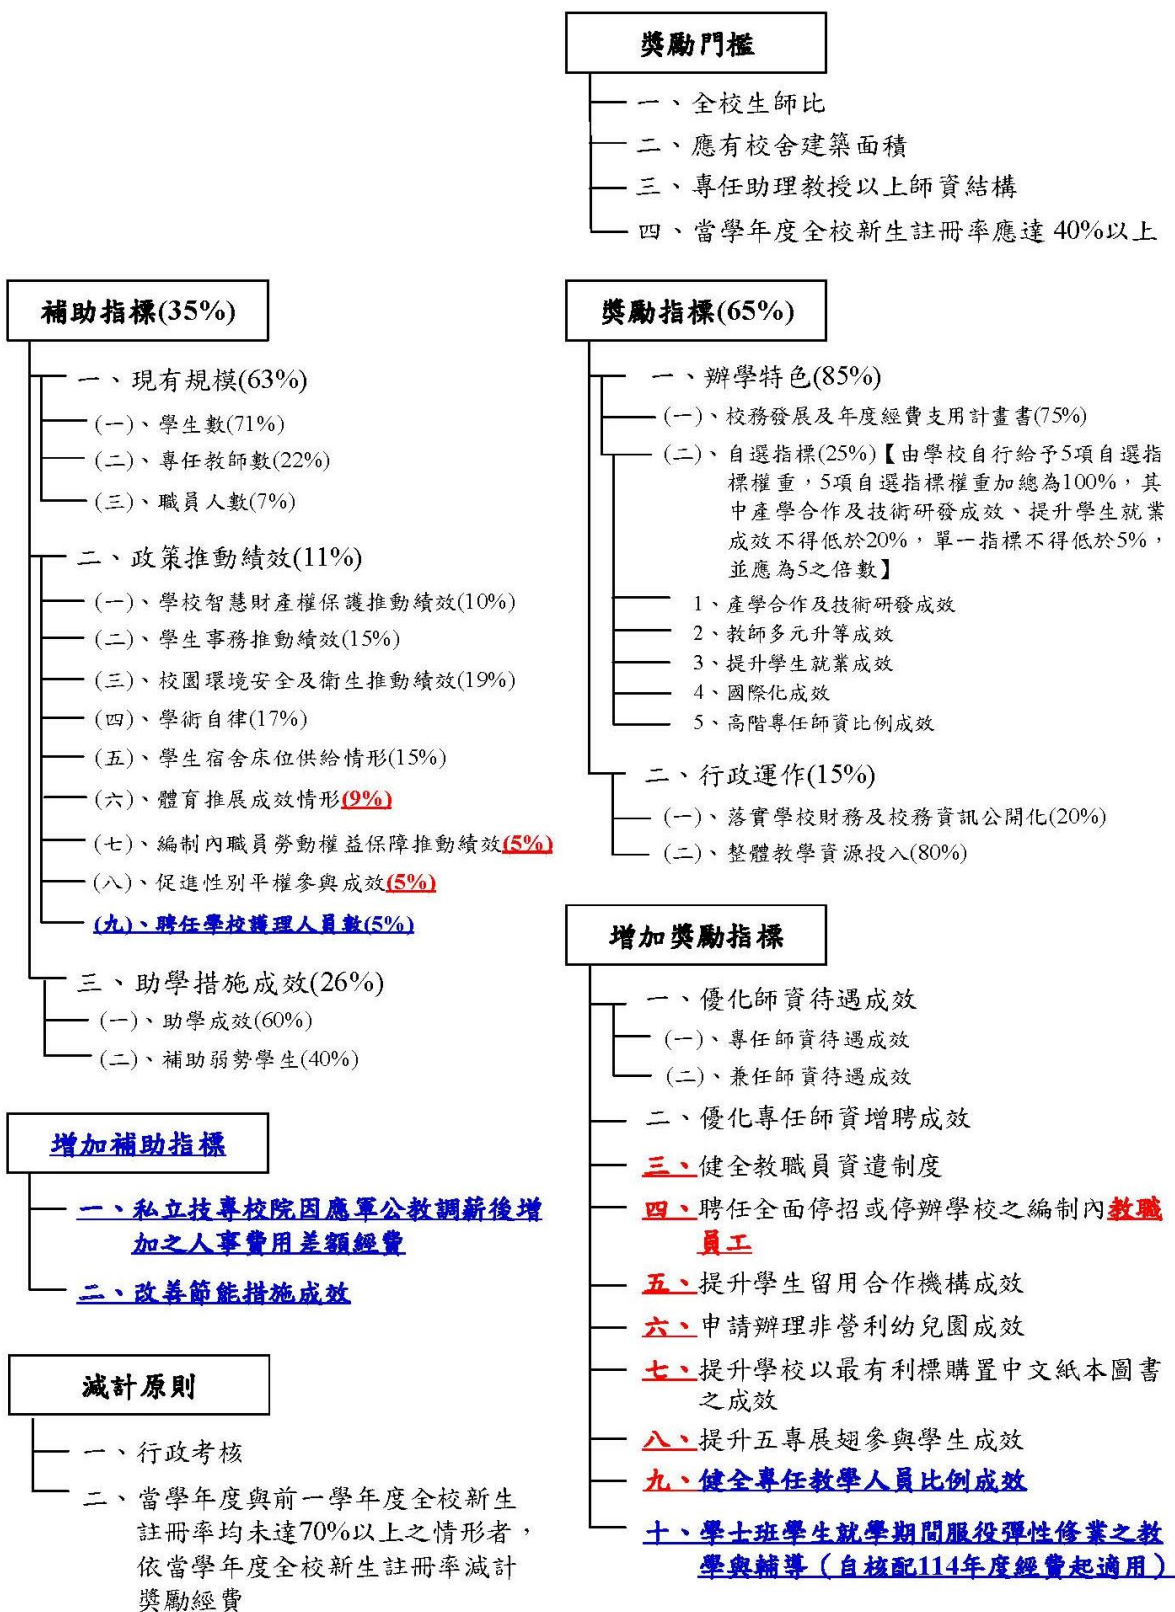 獎勵門檻
一、全校生師比
二、應有校舍建築面積
三、專任助理教授以上師資結構
四、當學年度全校新生註冊率應達 40%以上
補助指標(35%)
一、現有規模(63%)
(一)、學生數(71%)
(二)、專任教師數(22%)
(三)、職員人數(7%)
二、政策推動績效(11%)
(一)、學校智慧財產權保護推動績效(10%)
(二)、學生事務推動績效(15%)
(三)、校園環境安全及衛生推動績效(19%)
(四)、學術自律(17%)
(五)、學生宿舍床位供給情形(15%)
(六)、體育推展成效情形(9%)
(七)、編制內職員勞動權益保障推動績效(5%)
(八)、促進性別平權參與成效(5%)
(九)、聘任學校護理人員數(5%)
三、助學措施成效(26%)
(一)、助學成效(60%)
(二)、補助弱勢學生(40%)
增加補助指標
一、私立技專校院因應軍公教調薪後增
加之人事費用差額經費
二、改善節能措施成效
減計原則
一、行政考核
二、當學年度與前一學年度全校新生
註冊率均未達70%以上之情形者，
依當學年度全校新生註冊率減計
獎勵經費
獎勵指標(65%)
一、辦學特色(85%)
(一)、校務發展及年度經費支用計畫書(75%)
(二)、自選指標(25%)【由學校自行給予5項自選指
標權重，5項自選指標權重加總為100%，其
中產學合作及技術研發成效、提升學生就業
成效不得低於20%，單一指標不得低於5%，
並應為5之倍數】
1、產學合作及技術研發成效
2、教師多元升等成效
3、提升學生就業成效
4、國際化成效
5、高階專任師資比例成效
二、行政運作(15%)
(一)、落實學校財務及校務資訊公開化(20%)
(二)、整體教學資源投入(80%)
增加獎勵指標
一、優化師資待遇成效
(一)、專任師資待遇成效
(二)、兼任師資待遇成效
二、優化專任師資增聘成效
三、健全教職員資遣制度
四、聘任全面停招或停辦學校之編制內教職
員工
五、提升學生留用合作機構成效
六、申請辦理非營利幼兒園成效
七、提升學校以最有利標購置中文紙本圖書
之成效
八、提升五專展翅參與學生成效
九、健全專任教學人員比例成效
十、學士班學生就學期間服役彈性修業之教
學與輔導（自核配114年度經費起適用）